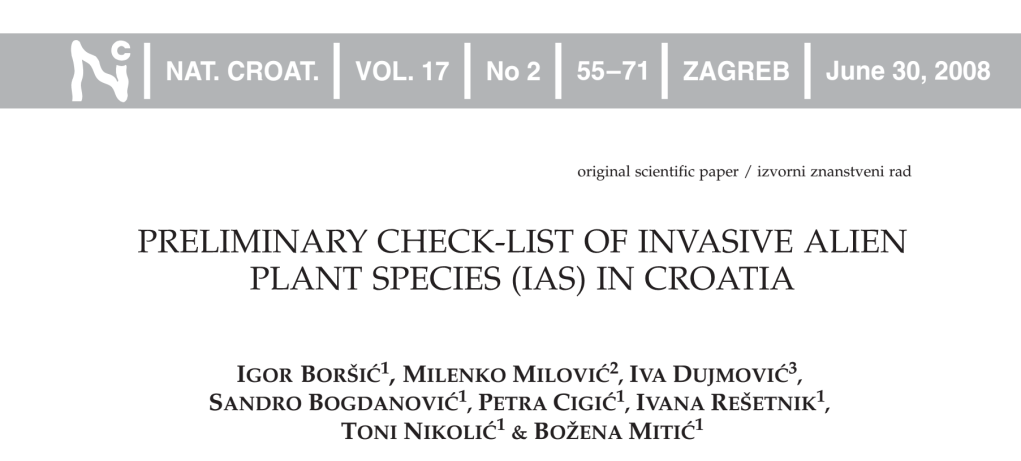 NC NAT. CROAT. VOL. 17 No 2 55–71 ZAGREB June 30, 2008
original scientific paper / izvorni znanstveni rad
PRELIMINARY CHECK-LIST OF INVASIVE ALIEN
PLANT SPECIES (IAS) IN CROATIA
IGOR BORŠIĆ1, MILENKO MILOVIĆ2, IVA DUJMOVIĆ3,
SANDRO BOGDANOVIĆ1, PETRA CIGIĆ1, IVANA REŠETNIK1,
TONI NIKOLIĆ1 & BOŽENA MITIĆ1